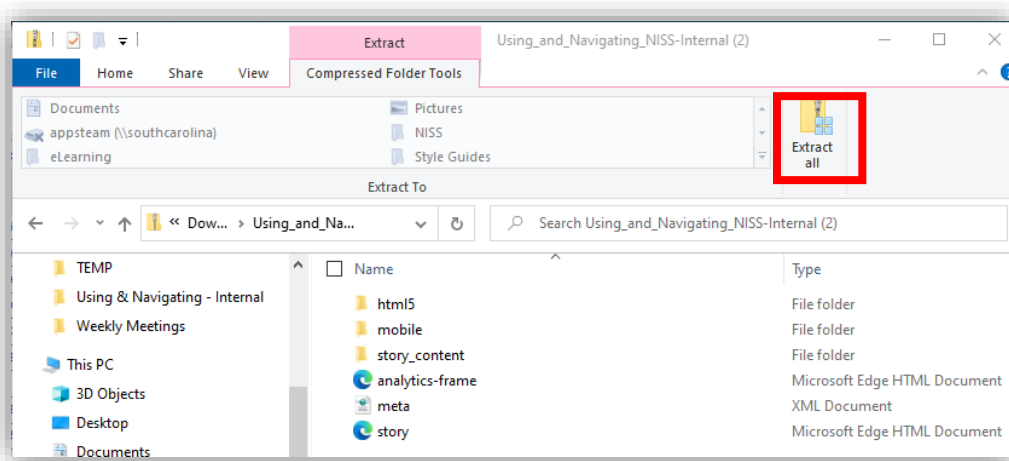 Extract
Using_and_Navigating_NISS-Internal (2)
File
Home
Share
View
Compressed Folder Tools
Documents
Pictures
appsteam (\\southcarolina)
NISS
eLearning
Style Guides
Extract
all
Extract To
« Dow... › Using_and_Na...
Search Using_and_Navigating_NISS-Internal (2)
TEMP
Using & Navigating - Internal
Weekly Meetings
This PC
3D Objects
Desktop
Documents
Name
Type
html5
File folder
mobile
File folder
story_content
File folder
analytics-frame
Microsoft Edge HTML Document
meta
XML Document
story
Microsoft Edge HTML Document